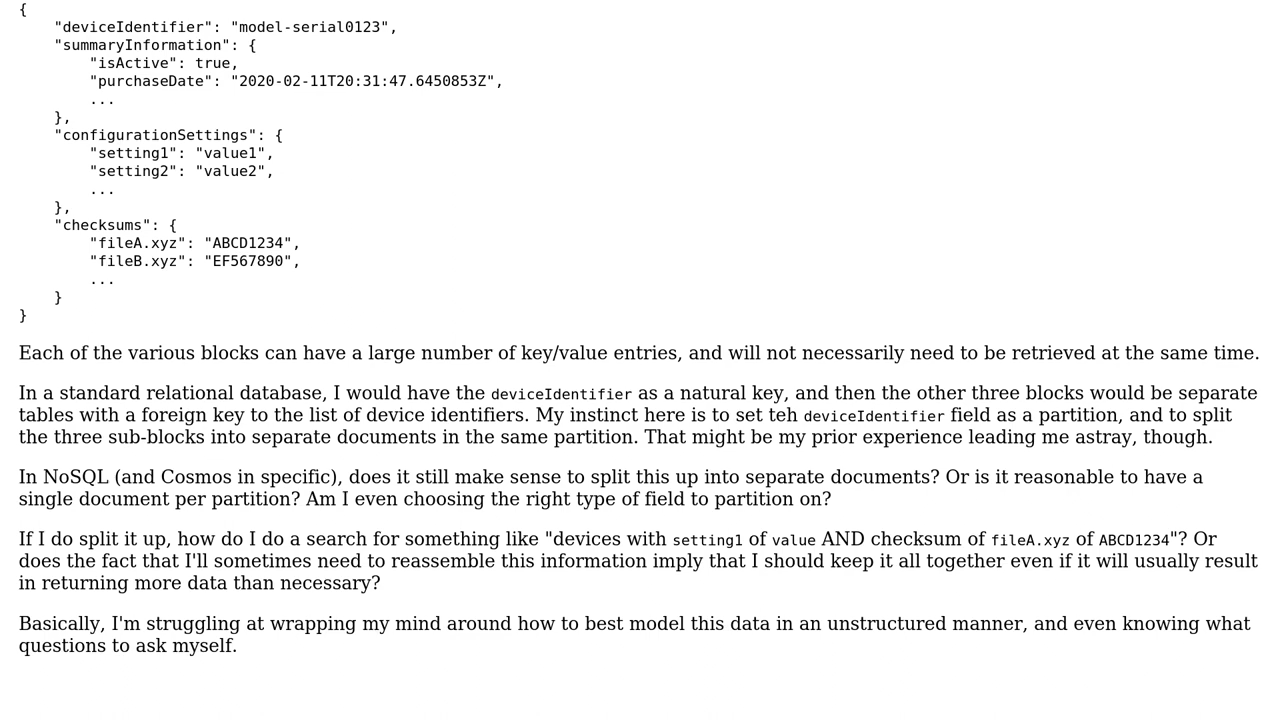 {
    "deviceIdentifier": "model-serial0123",
    "summaryInformation": {
        "isActive": true,
        "purchaseDate": "2020-02-11T20:31:47.6450853Z",
        ...
    },
    "configurationSettings": {
        "setting1": "value1",
        "setting2": "value2",
        ...
    },
    "checksums": {
        "fileA.xyz": "ABCD1234",
        "fileB.xyz": "EF567890",
        ...
    }
}
Each of the various blocks can have a large number of key/value entries, and will not necessarily need to be retrieved at the same time.
In a standard relational database, I would have the deviceIdentifier as a natural key, and then the other three blocks would be separate
tables with a foreign key to the list of device identifiers. My instinct here is to set teh deviceIdentifier field as a partition, and to split
the three sub-blocks into separate documents in the same partition. That might be my prior experience leading me astray, though.
In NoSQL (and Cosmos in specific), does it still make sense to split this up into separate documents? Or is it reasonable to have a
single document per partition? Am I even choosing the right type of field to partition on?
If I do split it up, how do I do a search for something like "devices with setting1 of value AND checksum of fileA.xyz of ABCD1234"? Or
does the fact that I'll sometimes need to reassemble this information imply that I should keep it all together even if it will usually result
in returning more data than necessary?
Basically, I'm struggling at wrapping my mind around how to best model this data in an unstructured manner, and even knowing what
questions to ask myself.